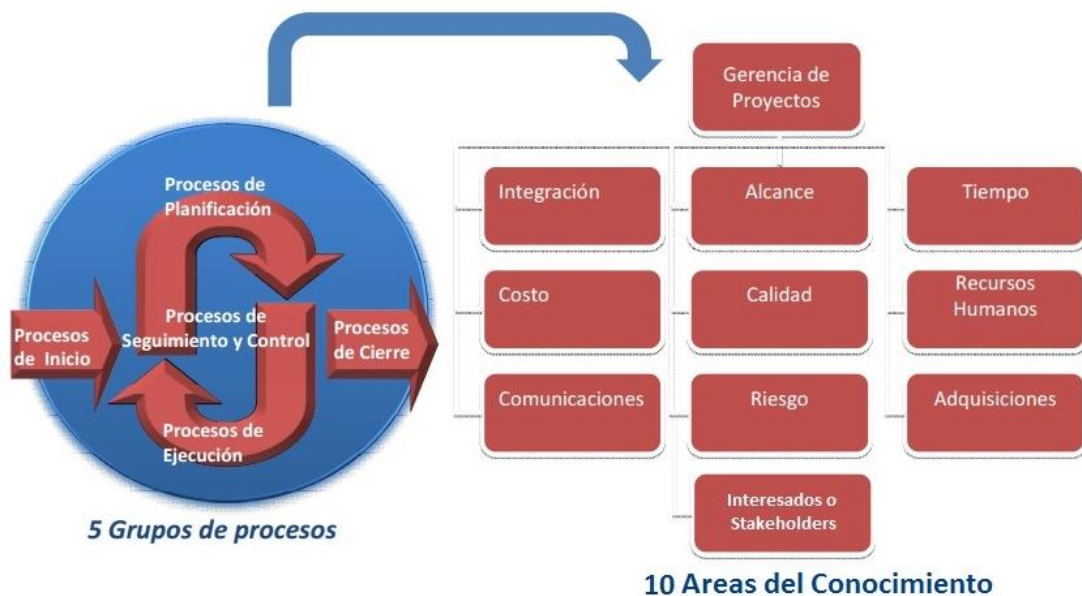 Procesos de
Planificación
Procesos
de Inicio
Procesos de
Seguimiento y Control
Procesos
de Cierre
Procesos de
Ejecución
5 Grupos de procesos
Gerencia de
Proyectos
Integración
Alcance
Tiempo
Costo
Calidad
Recursos
Humanos
Comunicaciones
Riesgo
Adquisiciones
Interesados o
Stakeholders
10 Areas del Conocimiento